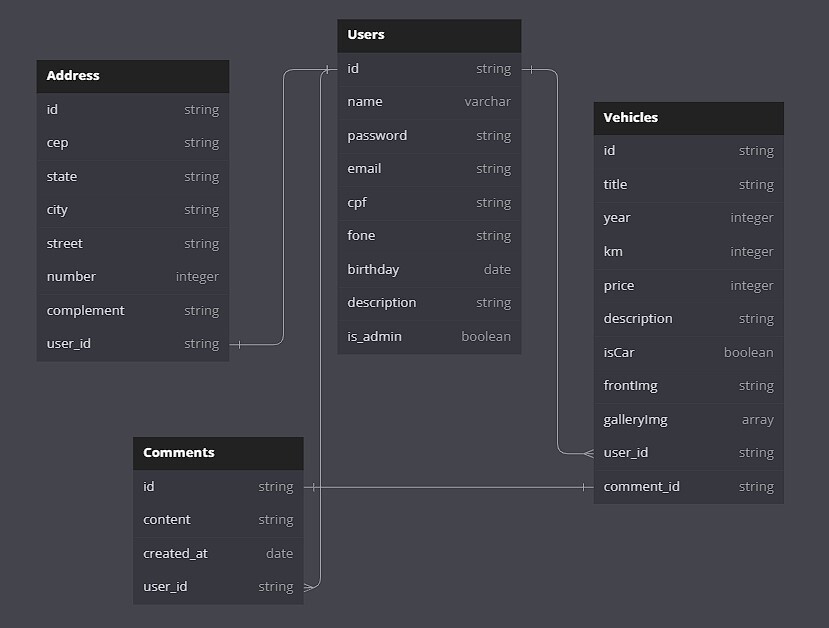 Users
id string
name varchar
password string
email string
cpf string
fone string
birthday date
description string
is_admin boolean
Address
id string
cep string
state string
city string
street string
number integer
complement string
user_id string
Vehicles
id string
title string
year integer
km integer
price integer
description string
isCar boolean
frontImg string
galleryImg array
user_id string
comment_id string
Comments
id string
content string
created_at date
user_id string